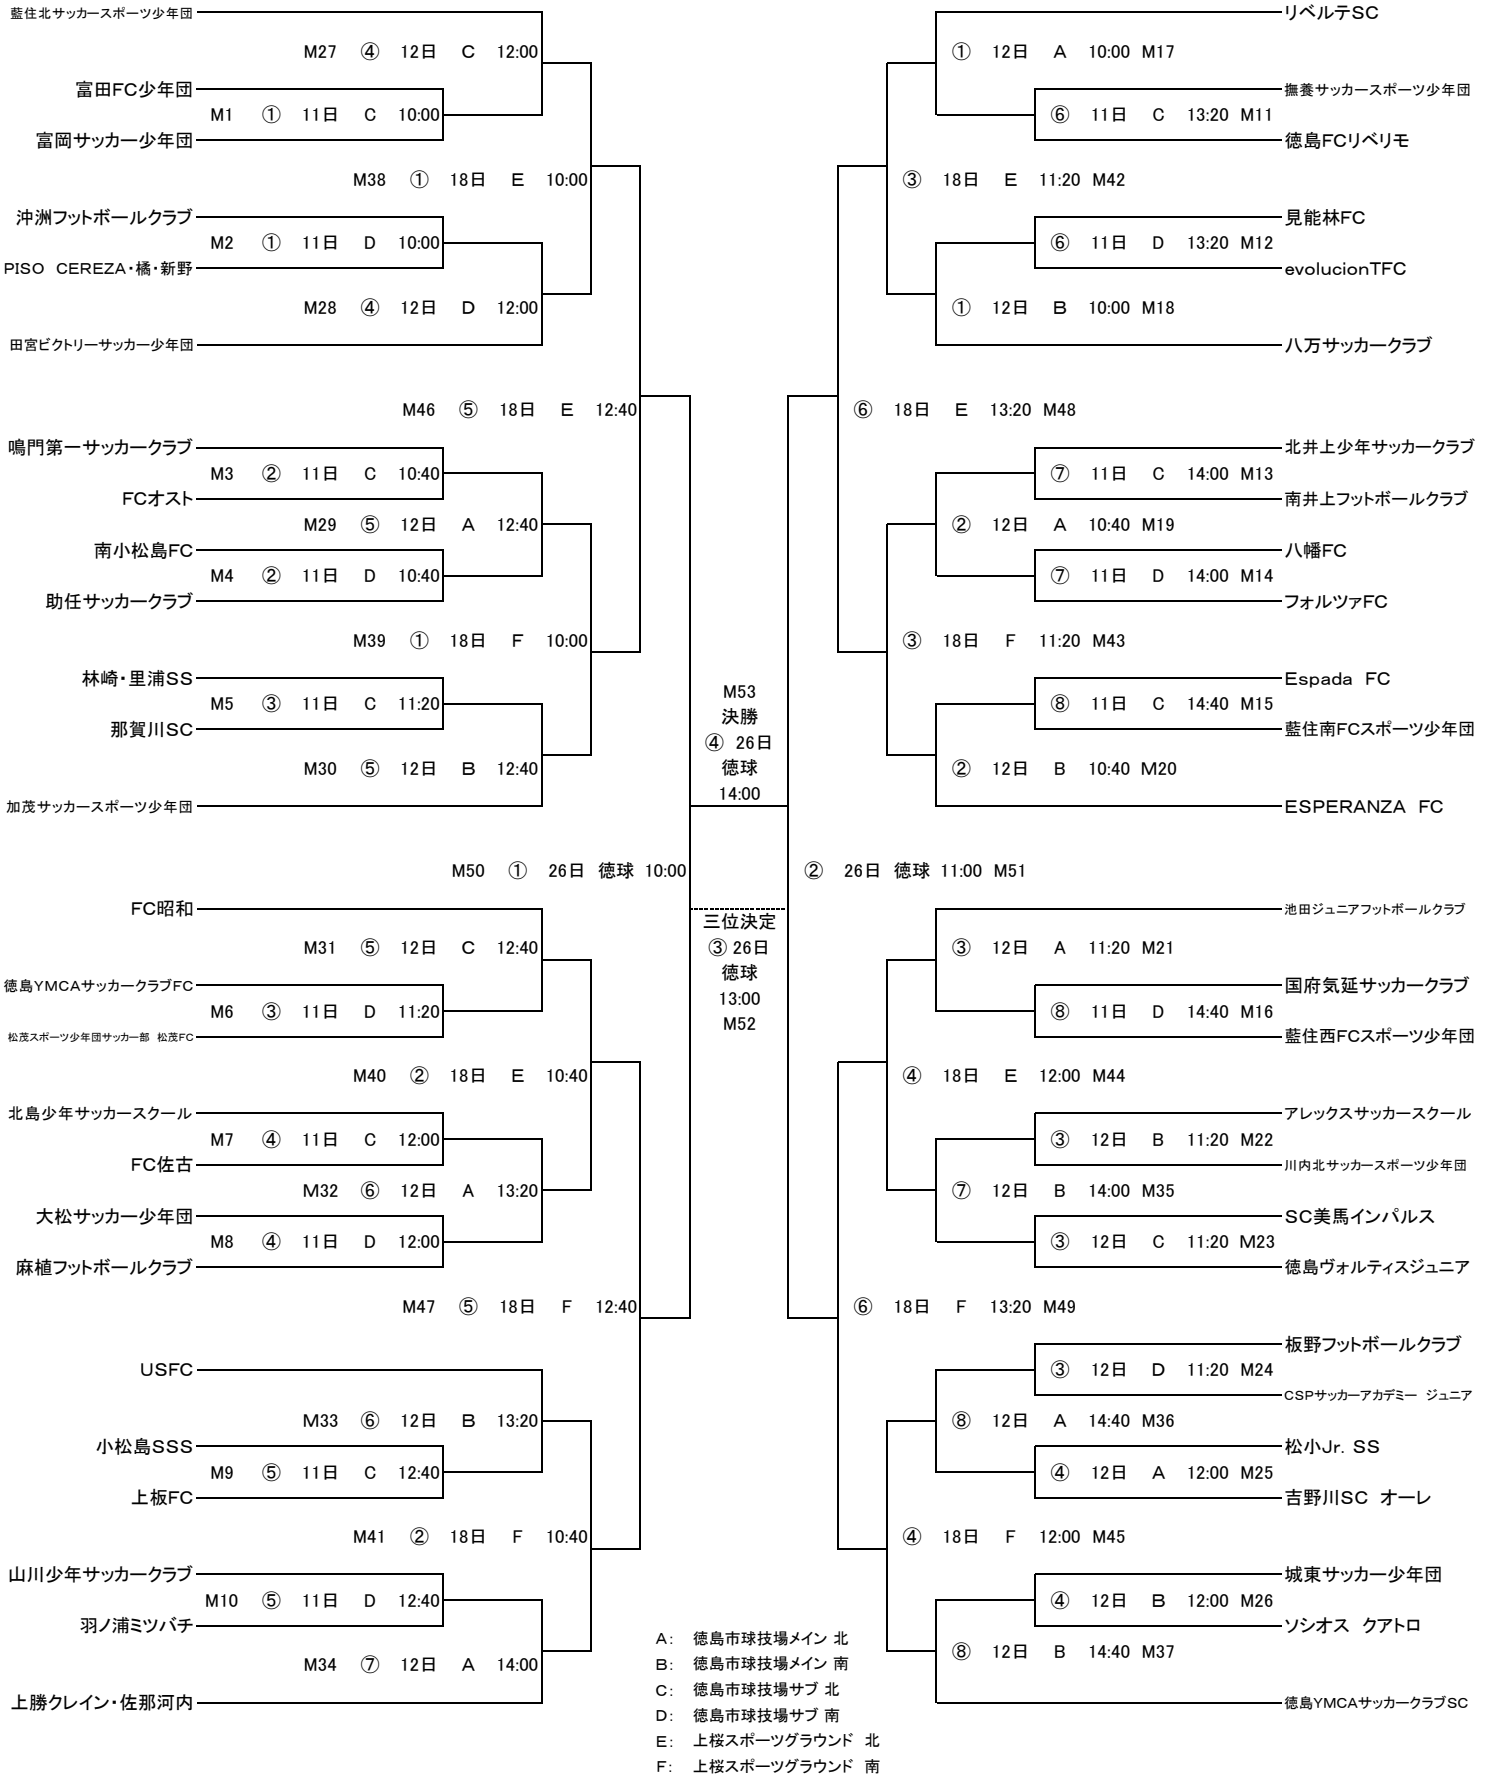 藍住北サッカースポーツ少年団
M27 ④ 12日 C 12:00
富田FC少年団
M1 ① 11日 C 10:00
富岡サッカー少年団
M38 ① 18日 E 10:00
沖洲フットボールクラブ
M2 ① 11日 D 10:00
PISO CEREZA・橘・新野
M28 ④ 12日 D 12:00
田宮ビクトリーサッカー少年団
M46 ⑤ 18日 E 12:40
鳴門第一サッカークラブ
M3 ② 11日 C 10:40
FCオスト
M29 ⑤ 12日 A 12:40
南小松島FC
M4 ② 11日 D 10:40
助任サッカークラブ
M39 ① 18日 F 10:00
林崎・里浦SS
M5 ③ 11日 C 11:20
那賀川SC
M30 ⑤ 12日 B 12:40
加茂サッカースポーツ少年団
M50 ① 26日 徳球 10:00
FC昭和
M31 ⑤ 12日 C 12:40
徳島YMCAサッカークラブFC
M6 ③ 11日 D 11:20
松茂スポーツ少年団サッカー部 松茂FC
M40 ② 18日 E 10:40
北島少年サッカースクール
M7 ④ 11日 C 12:00
FC佐古
M32 ⑥ 12日 A 13:20
大松サッカー少年団
M8 ④ 11日 D 12:00
麻植フットボールクラブ
M47 ⑤ 18日 F 12:40
USFC
M33 ⑥ 12日 B 13:20
小松島SSS
M9 ⑤ 11日 C 12:40
上板FC
M41 ② 18日 F 10:40
山川少年サッカークラブ
M10 ⑤ 11日 D 12:40
羽ノ浦ミツバチ
M34 ⑦ 12日 A 14:00
上勝クレイン・佐那河内
M53
決勝
④ 26日
徳球
14:00
三位決定
③ 26日
徳球
13:00
M52
リベルテSC
① 12日 A 10:00 M17
撫養サッカースポーツ少年団
⑥ 11日 C 13:20 M11
徳島FCリベリモ
③ 18日 E 11:20 M42
見能林FC
⑥ 11日 D 13:20 M12
evolucionTFC
① 12日 B 10:00 M18
八万サッカークラブ
⑥ 18日 E 13:20 M48
北井上少年サッカークラブ
⑦ 11日 C 14:00 M13
南井上フットボールクラブ
② 12日 A 10:40 M19
八幡FC
⑦ 11日 D 14:00 M14
フォルツァFC
③ 18日 F 11:20 M43
Espada FC
⑧ 11日 C 14:40 M15
藍住南FCスポーツ少年団
② 12日 B 10:40 M20
ESPERANZA FC
② 26日 徳球 11:00 M51
池田ジュニアフットボールクラブ
③ 12日 A 11:20 M21
国府気延サッカークラブ
⑧ 11日 D 14:40 M16
藍住西FCスポーツ少年団
④ 18日 E 12:00 M44
アレックスサッカースクール
③ 12日 B 11:20 M22
川内北サッカースポーツ少年団
⑦ 12日 B 14:00 M35
SC美馬インパルス
③ 12日 C 11:20 M23
徳島ヴォルティスジュニア
⑥ 18日 F 13:20 M49
板野フットボールクラブ
③ 12日 D 11:20 M24
CSPサッカーアカデミー ジュニア
⑧ 12日 A 14:40 M36
松小Jr. SS
④ 12日 A 12:00 M25
吉野川SC オーレ
④ 18日 F 12:00 M45
城東サッカー少年団
④ 12日 B 12:00 M26
ソシオス クアトロ
⑧ 12日 B 14:40 M37
徳島YMCAサッカークラブSC
A: 徳島市球技場メイン 北
B: 徳島市球技場メイン 南
C: 徳島市球技場サブ 北
D: 徳島市球技場サブ 南
E: 上桜スポーツグラウンド 北
F: 上桜スポーツグラウンド 南